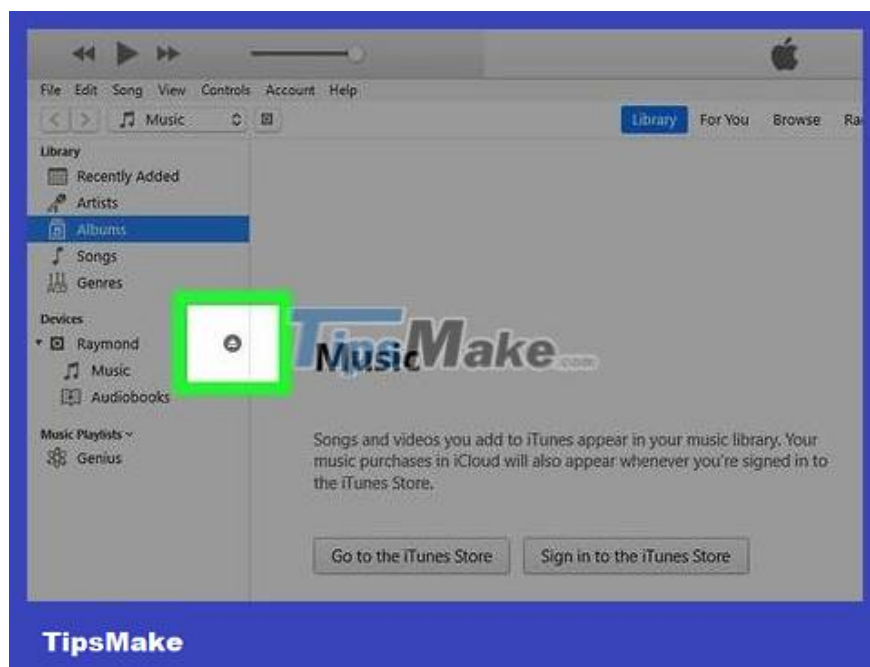 File Edit Song View Controls Account Help
Music
Library For You Browse Ra
Library
Recently Added
Artists
Albums
Songs
Genres
Devices
Raymond
Music
Audiobooks
Music Playlists
Genius
TipsMake.com
Music
Songs and videos you add to iTunes appear in your music library. Your
music purchases in iCloud will also appear whenever you're signed in to
the iTunes Store.
Go to the iTunes Store Sign in to the iTunes Store
TipsMake